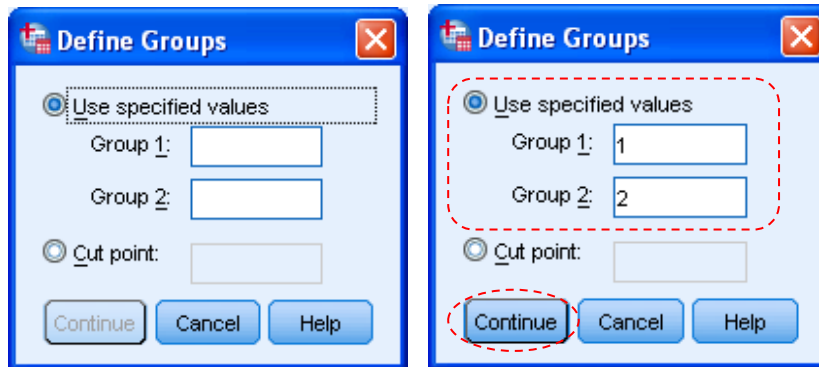 Define Groups
Use specified values
Group 1:
Group 2:
Cut point:
Continue Cancel Help
Define Groups
Use specified values
Group 1: 1
Group 2: 2
Cut point:
Continue Cancel Help